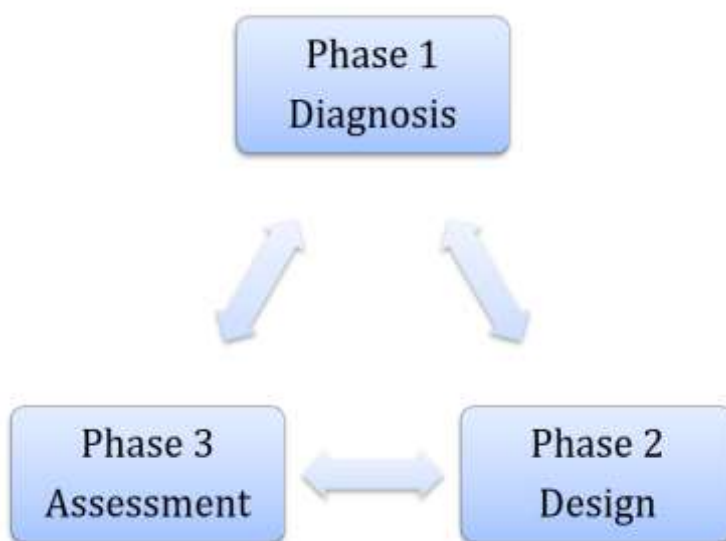 Phase 1
Diagnosis
Phase 3
Assessment
Phase 2
Design